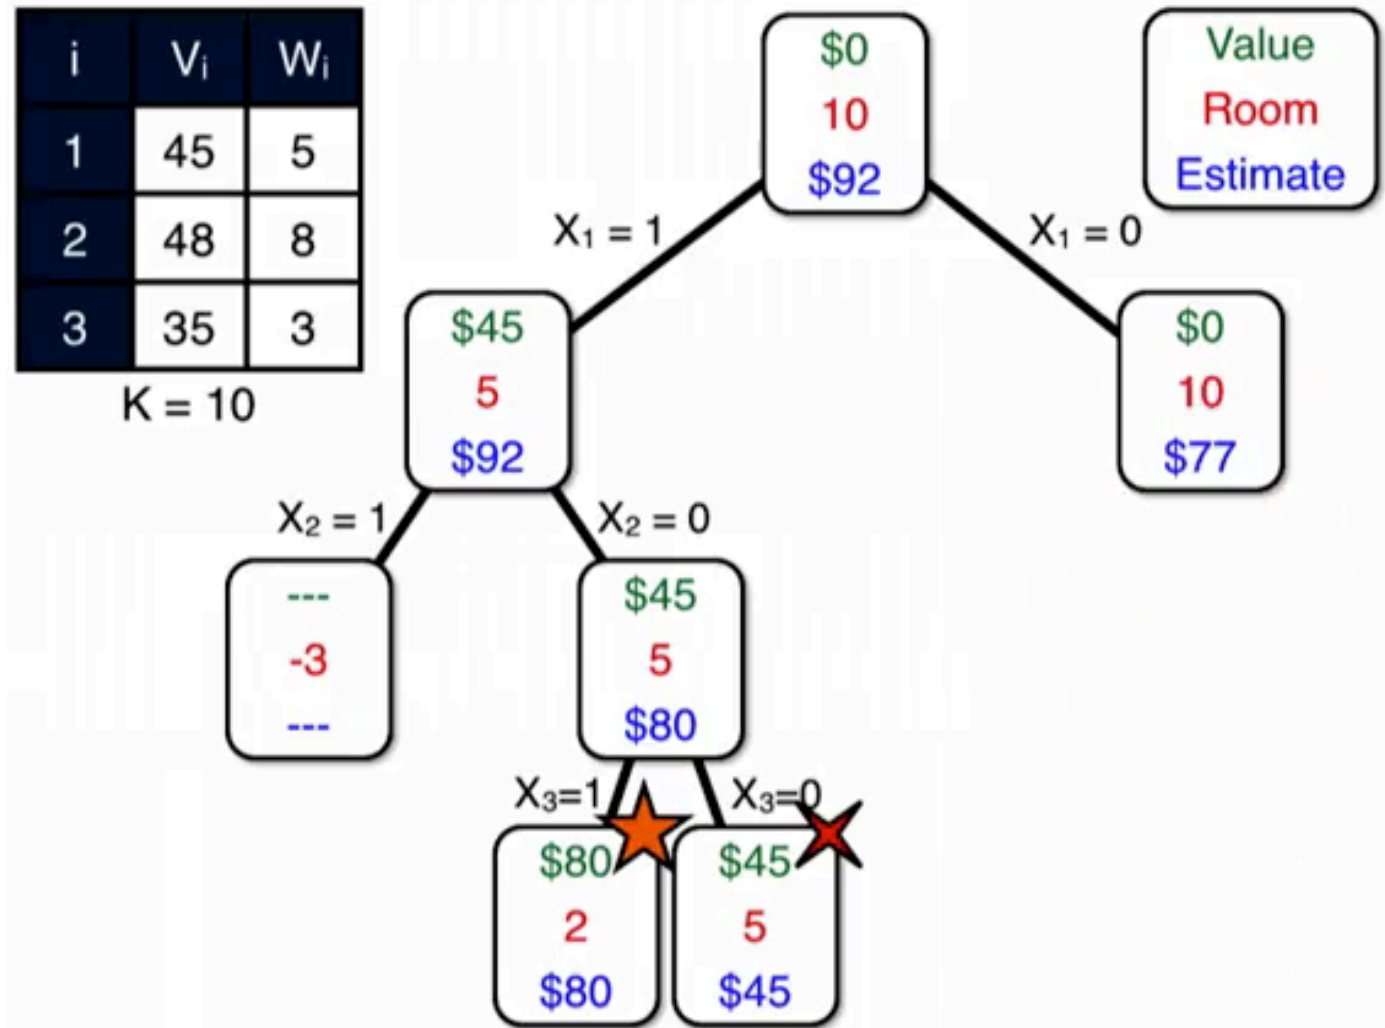 i Vᵢ Wᵢ
1 45 5
2 48 8
3 35 3
K = 10
$0
10
$92
Value
Room
Estimate
X₁ = 1
X₁ = 0
$45
5
$92
$0
10
$77
X₂ = 1
X₂ = 0
---
-3
---
$45
5
$80
X₃=1
X₃=0
$80
2
$80
$45
5
$45